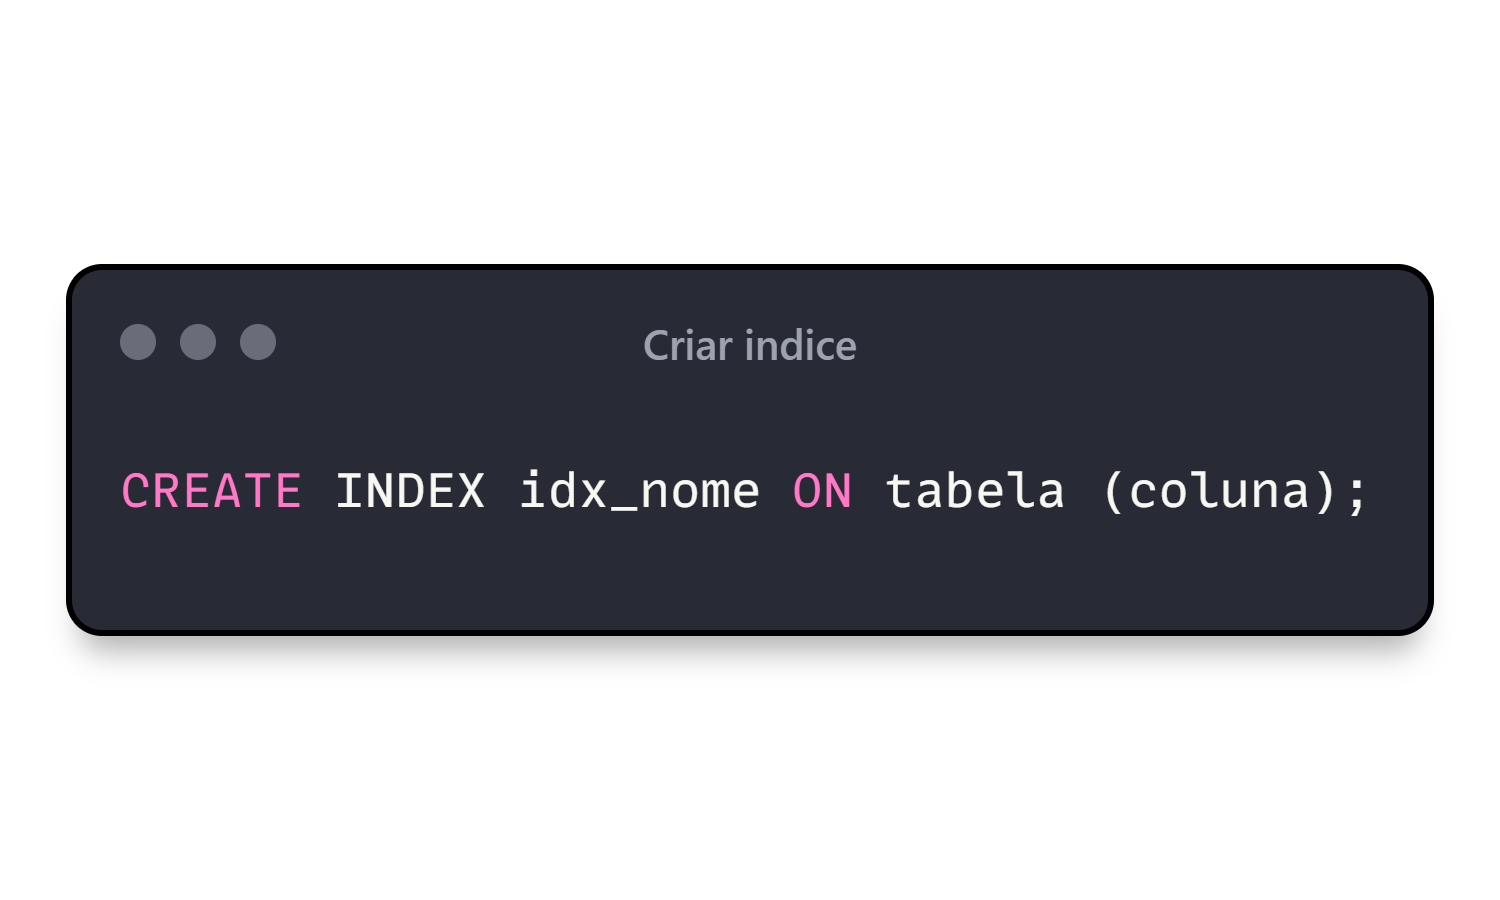 Criar indice
CREATE INDEX idx_nome ON tabela (coluna);